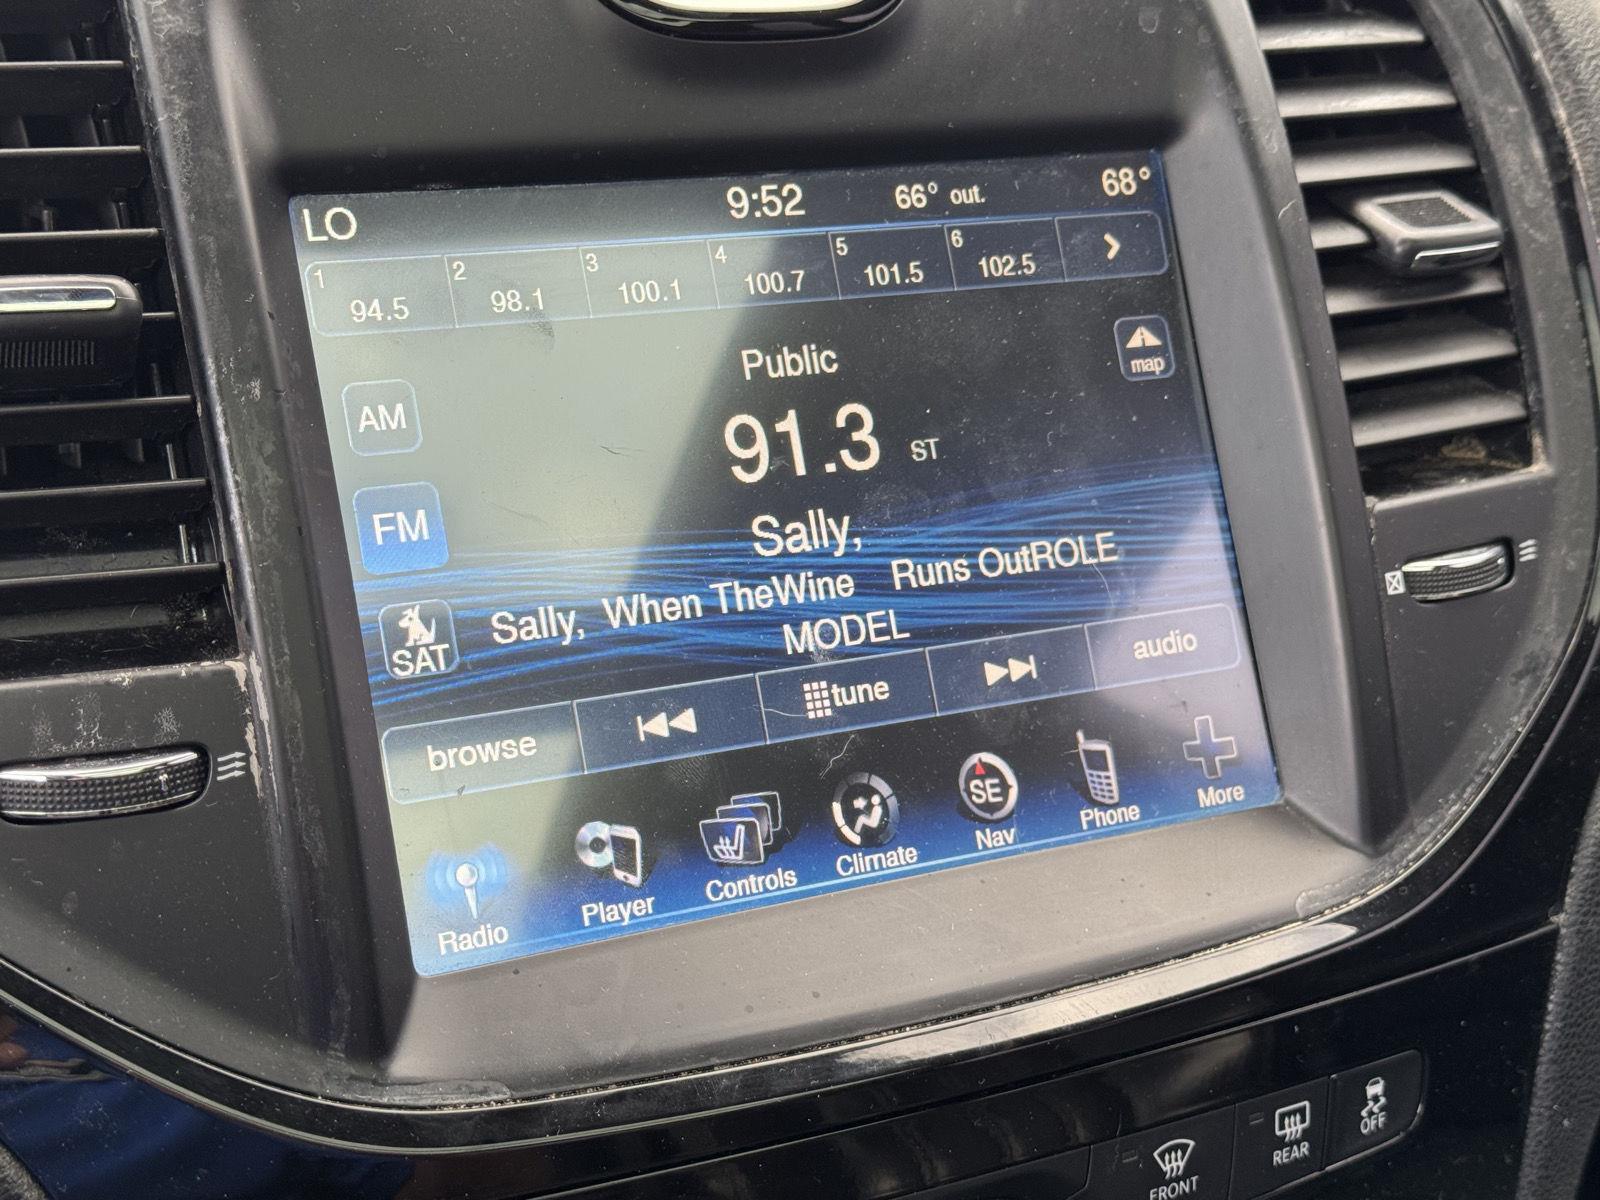 LO 9:52 66° out. 68°
1 94.5 2 98.1 3 100.1 4 100.7 5 101.5 6 102.5
Public
map
AM
91.3 ST
FM
Sally,
Sally, When TheWine Runs OutROLE
MODEL
SAT
browse tune audio
Radio Player Controls Climate SE Nav Phone More
FRONT REAR OFF